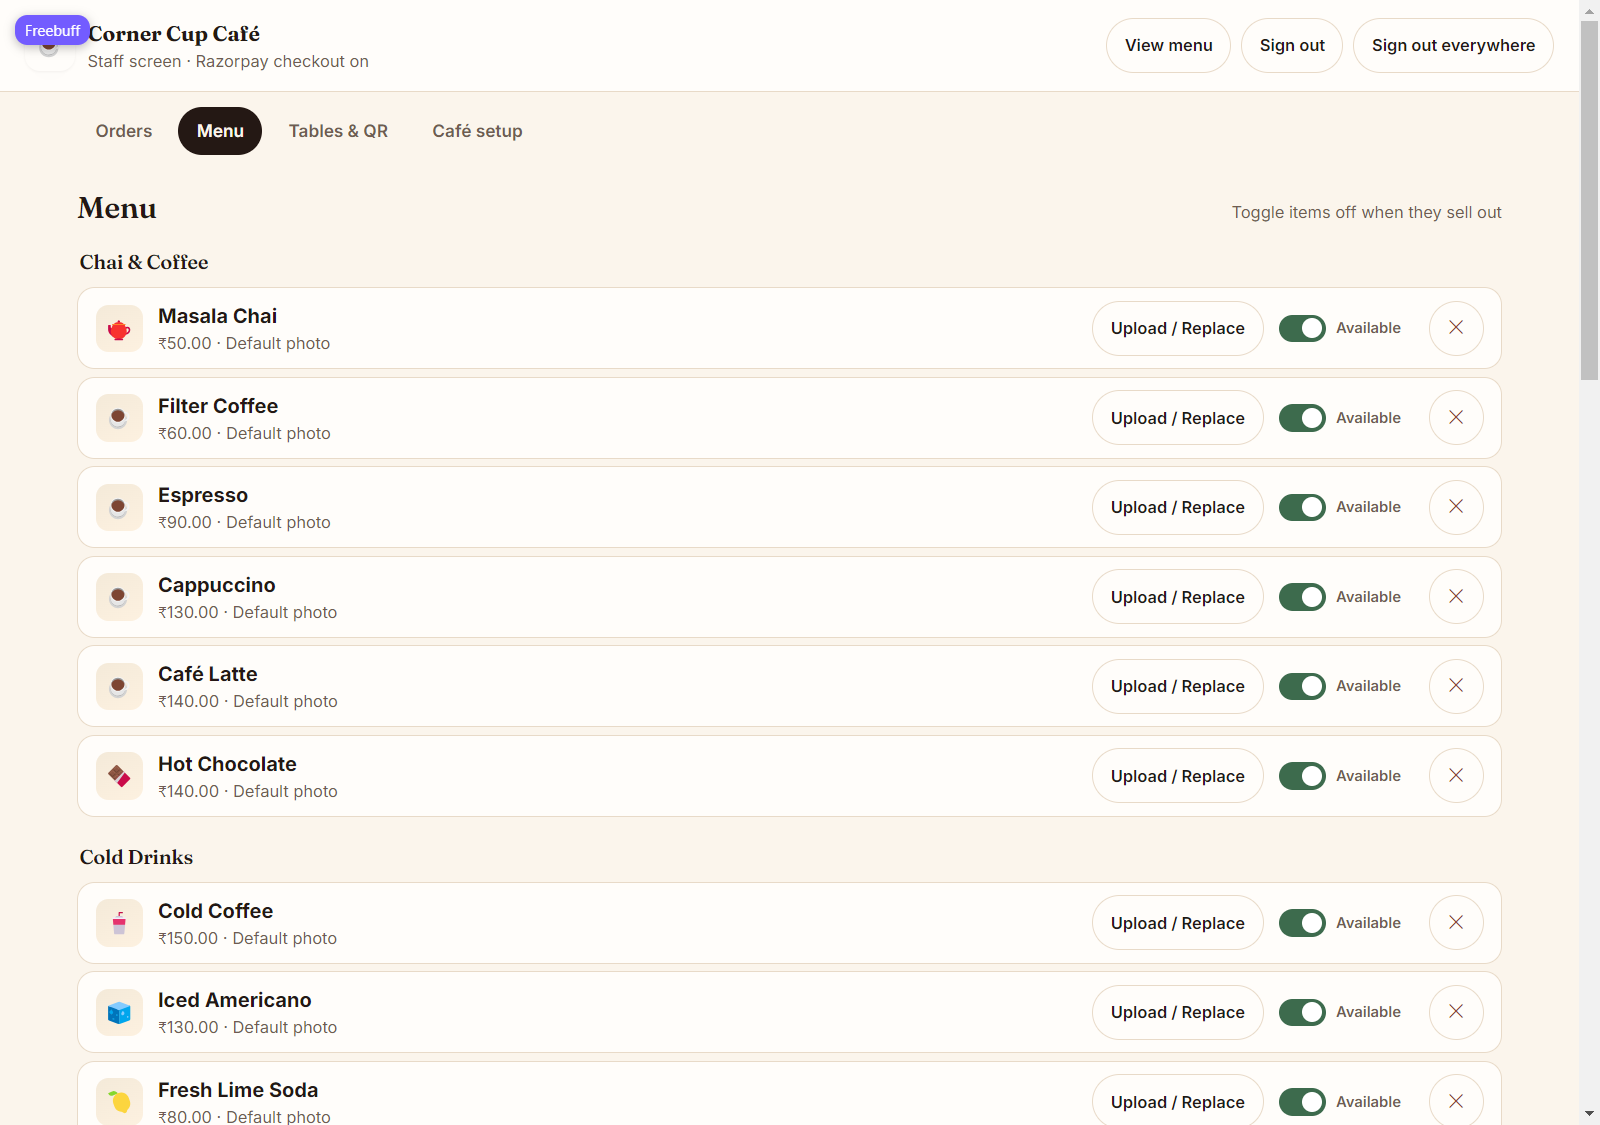 Freebuff
Corner Cup Café
Staff screen · Razorpay checkout on
View menu
Sign out
Sign out everywhere
Orders
Menu
Tables & QR
Café setup
Menu
Toggle items off when they sell out
Chai & Coffee
Masala Chai
₹50.00 · Default photo
Upload / Replace
Available
Filter Coffee
₹60.00 · Default photo
Upload / Replace
Available
Espresso
₹90.00 · Default photo
Upload / Replace
Available
Cappuccino
₹130.00 · Default photo
Upload / Replace
Available
Café Latte
₹140.00 · Default photo
Upload / Replace
Available
Hot Chocolate
₹140.00 · Default photo
Upload / Replace
Available
Cold Drinks
Cold Coffee
₹150.00 · Default photo
Upload / Replace
Available
Iced Americano
₹130.00 · Default photo
Upload / Replace
Available
Fresh Lime Soda
₹80.00 · Default photo
Upload / Replace
Available